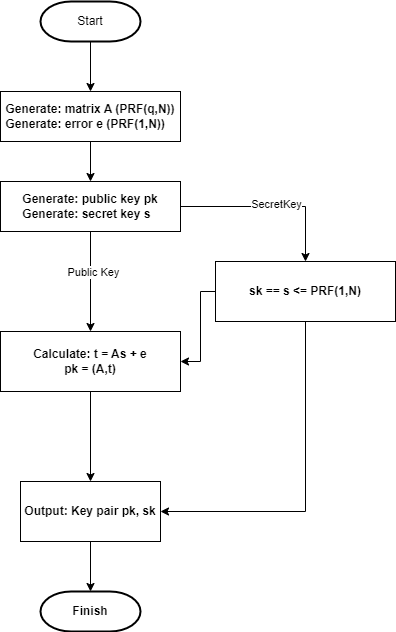 Start
Generate: matrix A (PRF(q,N))
Generate: error e (PRF(1,N))
Generate: public key pk
Generate: secret key s
SecretKey
Public Key
sk == s <= PRF(1,N)
Calculate: t = As + e
pk = (A,t)
Output: Key pair pk, sk
Finish